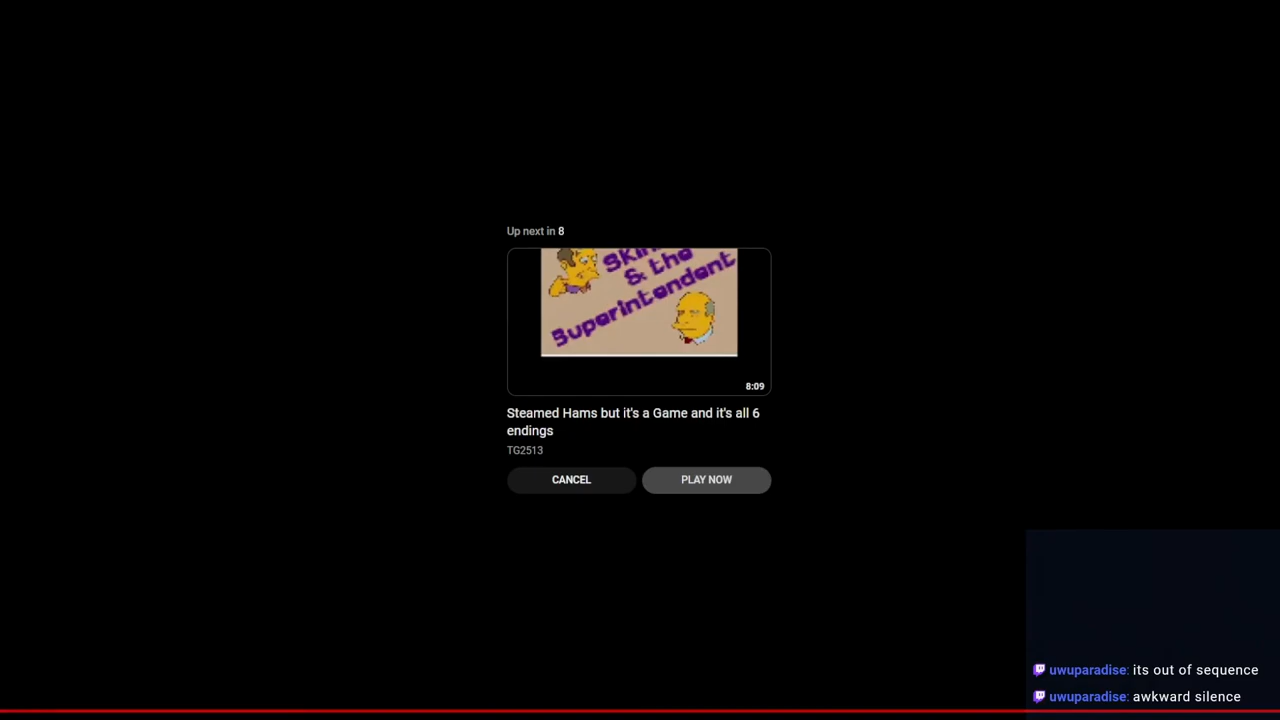 Up next in 8
& the
Superintendent
8:09
Steamed Hams but it's a Game and it's all 6
endings
TG2513
CANCEL
PLAY NOW
uwuparadise: its out of sequence
uwuparadise: awkward silence